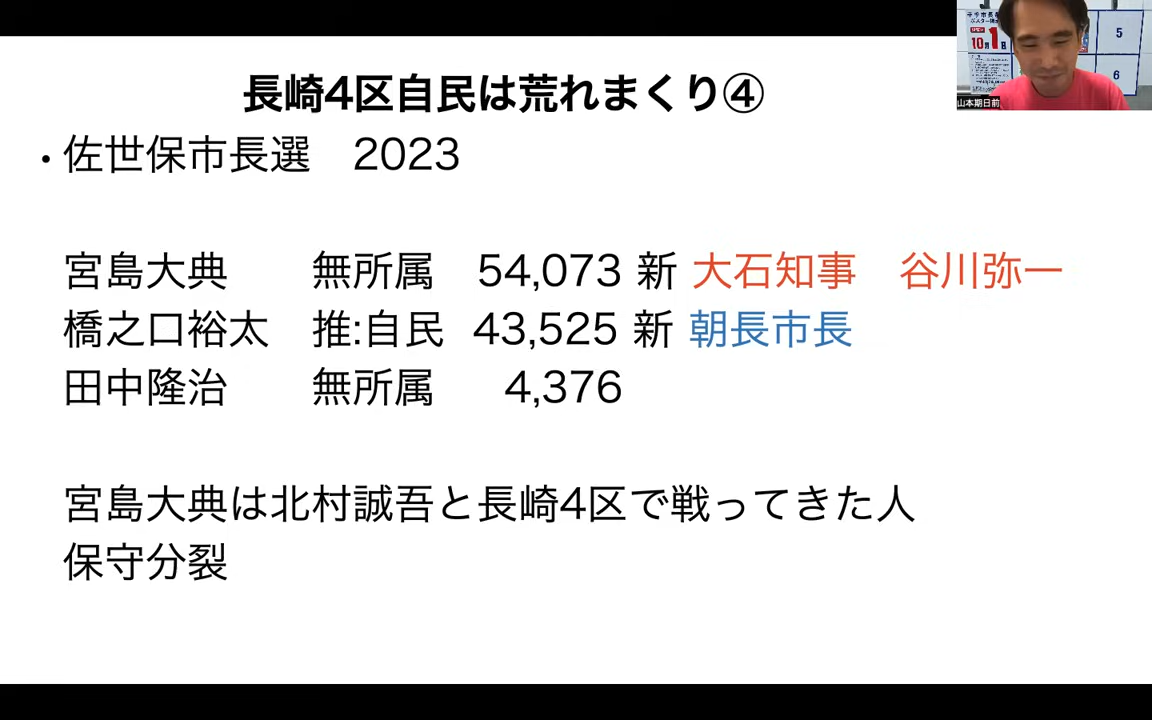 長崎4区自民は荒れまくり④
・佐世保市長選 2023
宮島大典 無所属 54,073 新 大石知事 谷川弥一
橋之口裕太 推:自民 43,525 新 朝長市長
田中隆治 無所属 4,376
宮島大典は北村誠吾と長崎4区で戦ってきた人
保守分裂
10月1日
5
6
山本期日前